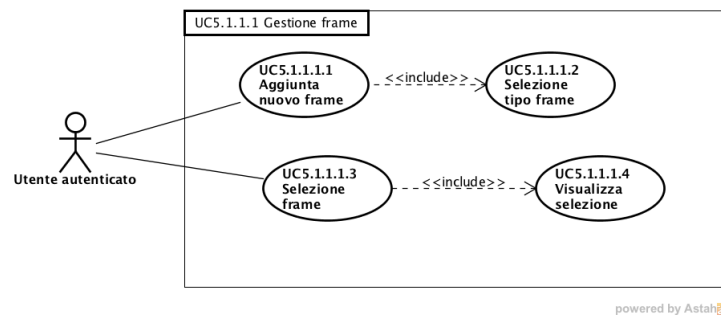 UC5.1.1.1 Gestione frame
UC5.1.1.1.1
Aggiunta
nuovo frame
<<include>>
UC5.1.1.1.2
Selezione
tipo frame
Utente autenticato
UC5.1.1.1.3
Selezione
frame
<<include>>
UC5.1.1.1.4
Visualizza
selezione
powered by Astah